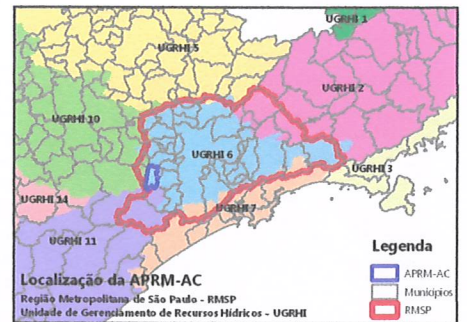 UGRHI 1
UGRHI 5
UGRHI 2
UGRHI 10
UGRHI 6
UGRHI 3
UGRHI 14
UGRHI 7
UGRHI 11
Legenda
APRM-AC
Municípios
RMSP
Localização da APRM-AC
Região Metropolitana de São Paulo - RMSP
Unidade de Gerenciamento de Recursos Hídricos - UGRHI